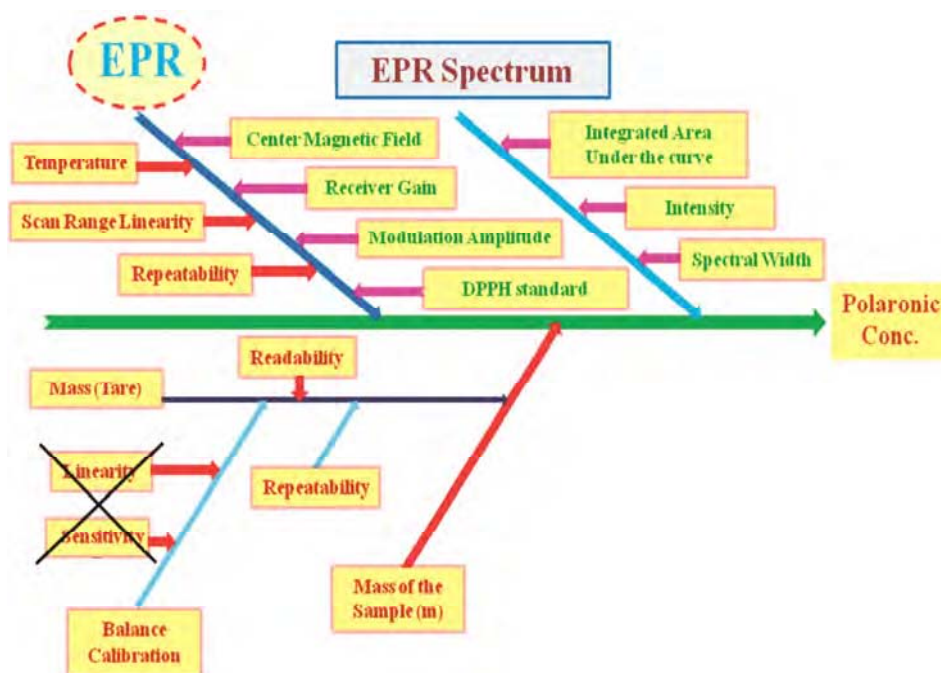 EPR
EPR Spectrum
Center Magnetic Field
Temperature
Receiver Gain
Scan Range Linearity
Modulation Amplitude
Repeatability
DPPH standard
Integrated Area
Under the curve
Intensity
Spectral Width
Polaronic
Conc.
Readability
Mass (Tare)
Linearity
Repeatability
Sensitivity
Mass of the
Sample (m)
Balance
Calibration